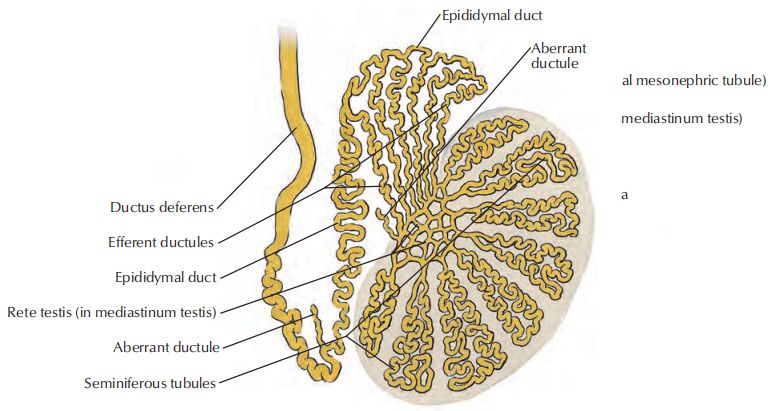 Epididymal duct
Aberrant
ductule
al mesonephric tubule)
mediastinum testis)
a
Ductus deferens
Efferent ductules
Epididymal duct
Rete testis (in mediastinum testis)
Aberrant ductule
Seminiferous tubules